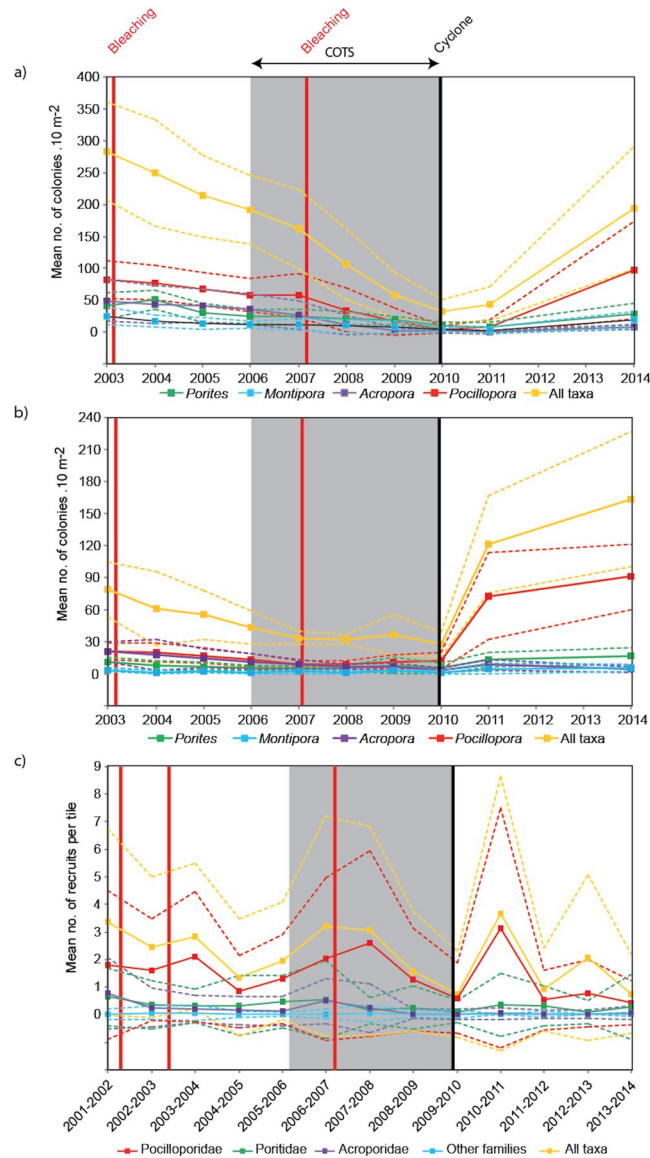 Bleaching
Bleaching
Cyclone
COTS
a)
Mean no. of colonies .10 m-2
400
350
300
250
200
150
100
50
0
2003 2004 2005 2006 2007 2008 2009 2010 2011 2012 2013 2014
Porites Montipora Acropora Pocillopora All taxa
b)
Mean no. of colonies .10 m-2
240
210
180
150
120
90
60
30
0
2003 2004 2005 2006 2007 2008 2009 2010 2011 2012 2013 2014
Porites Montipora Acropora Pocillopora All taxa
c)
Mean no. of recruits per tile
9
8
7
6
5
4
3
2
1
0
2001-2002 2002-2003 2003-2004 2004-2005 2005-2006 2006-2007 2007-2008 2008-2009 2009-2010 2010-2011 2011-2012 2012-2013 2013-2014
Pocilloporidae Poritidae Acroporidae Other families All taxa